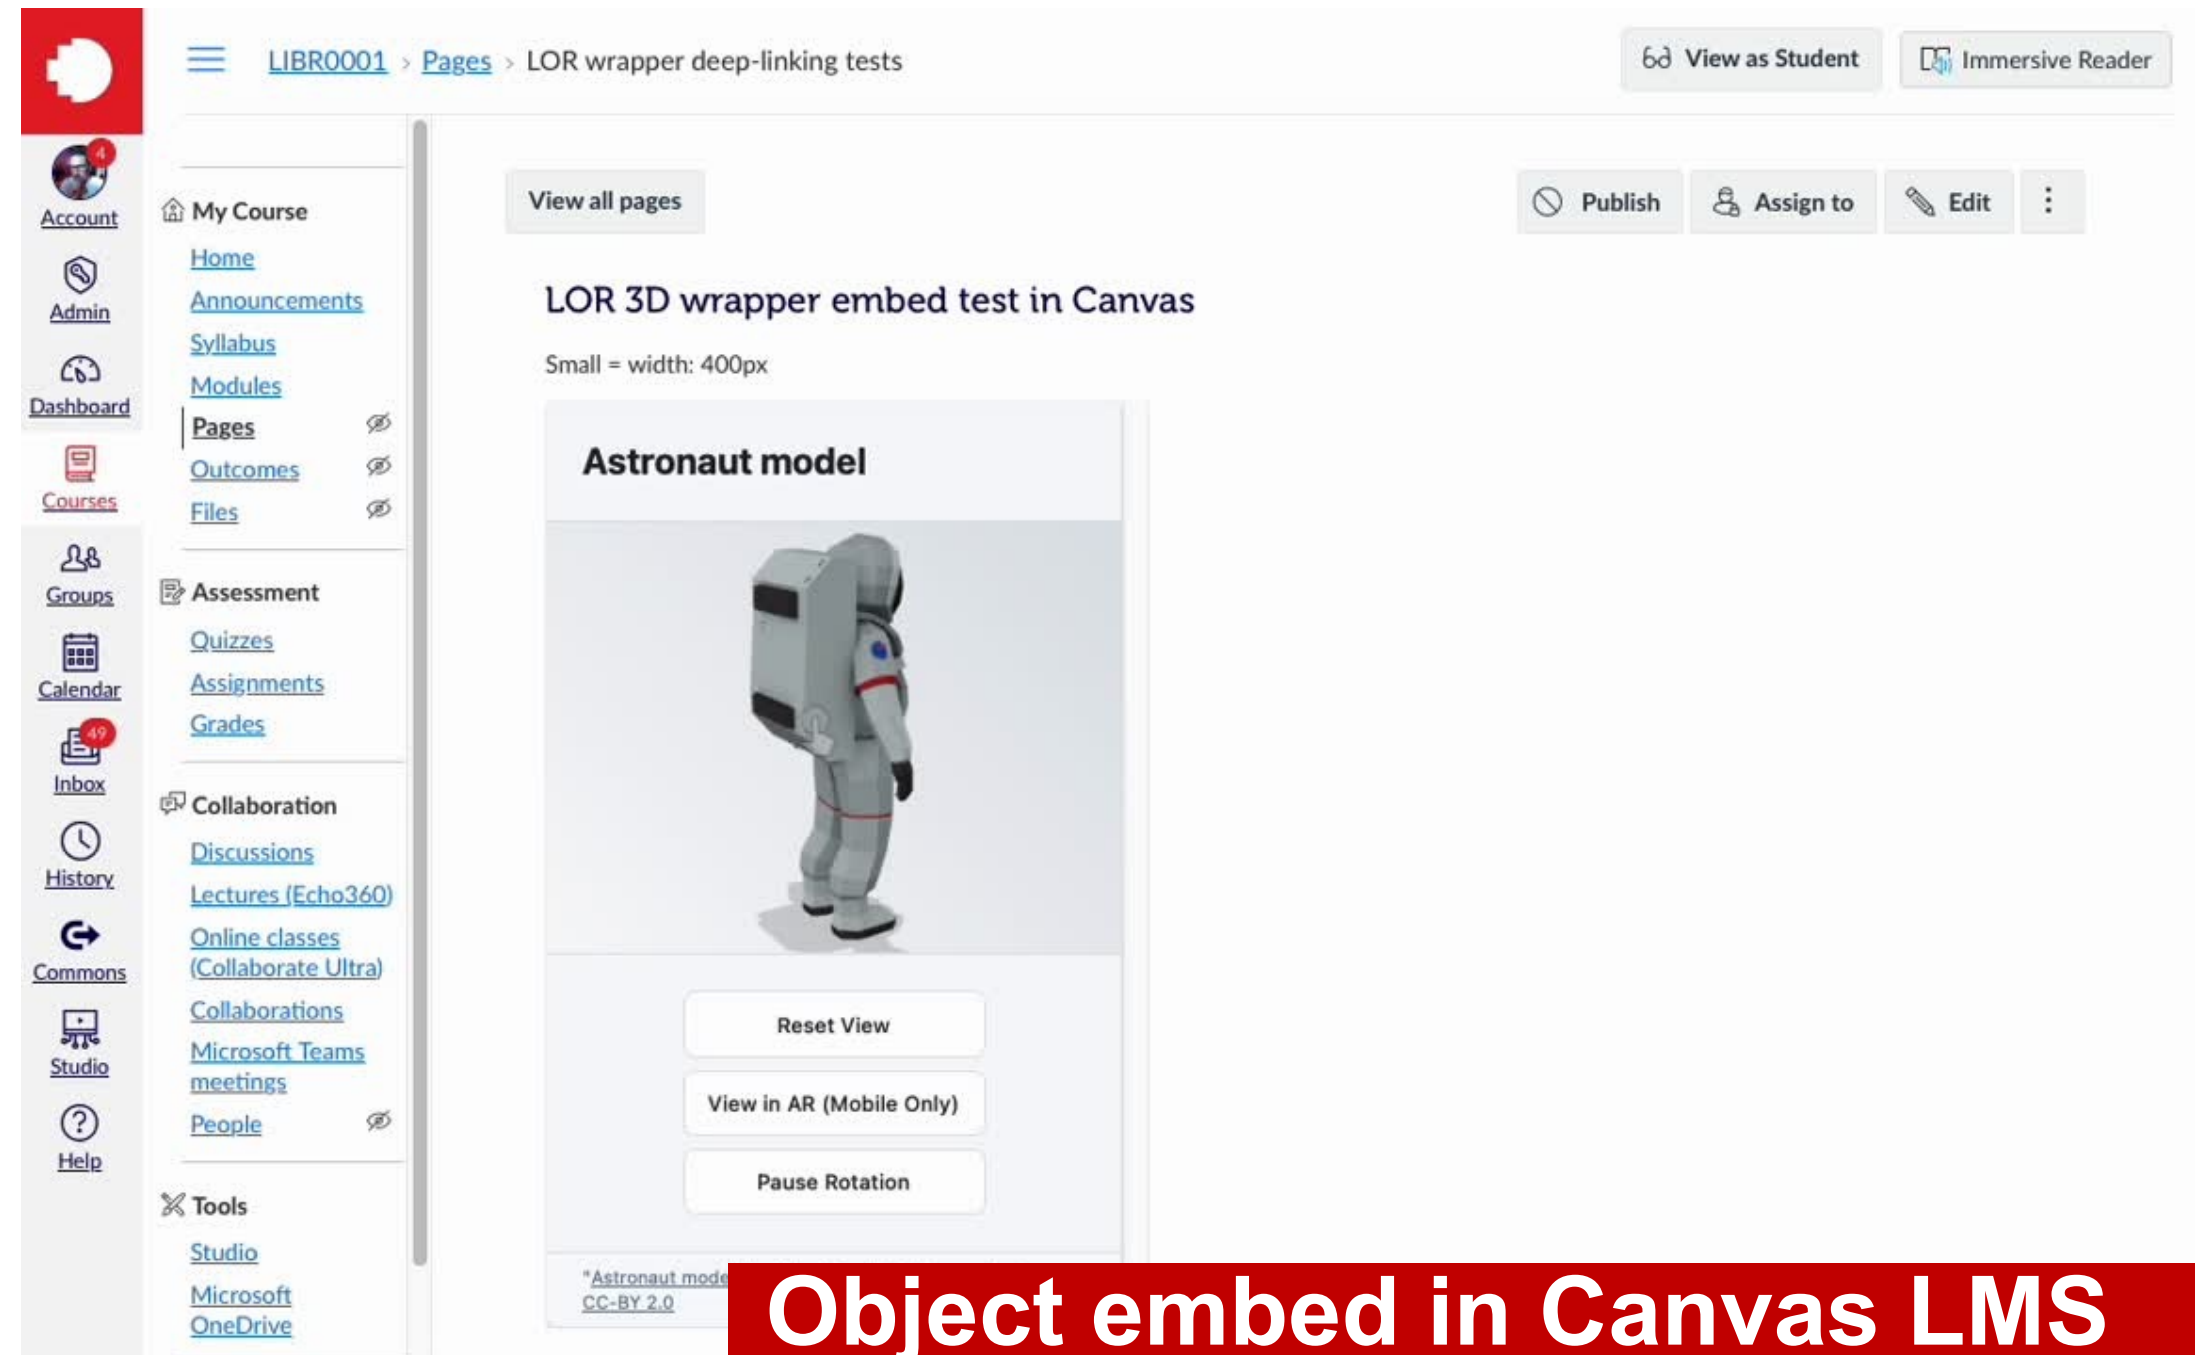 LIBR0001 › Pages › LOR wrapper deep-linking tests
View as Student
Immersive Reader
4
Account
Admin
Dashboard
Courses
Groups
Calendar
49
Inbox
History
Commons
Studio
Help
My Course
Home
Announcements
Syllabus
Modules
Pages
Outcomes
Files
Assessment
Quizzes
Assignments
Grades
Collaboration
Discussions
Lectures (Echo360)
Online classes
(Collaborate Ultra)
Collaborations
Microsoft Teams
meetings
People
Tools
Studio
Microsoft
OneDrive
View all pages
Publish
Assign to
Edit
LOR 3D wrapper embed test in Canvas
Small = width: 400px
Astronaut model
Reset View
View in AR (Mobile Only)
Pause Rotation
"Astronaut mode
CC-BY 2.0
Object embed in Canvas LMS